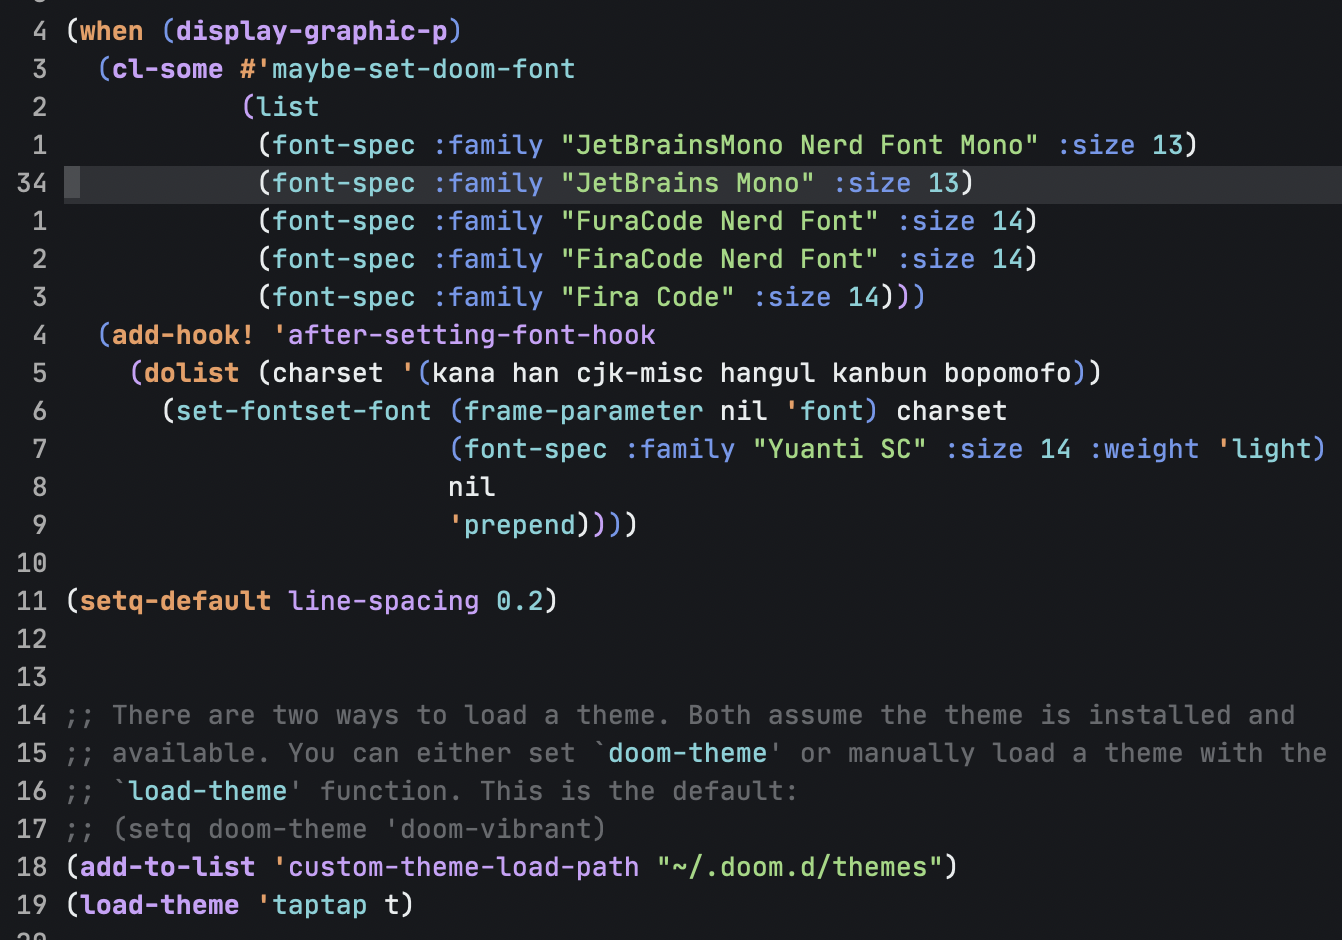 4 (when (display-graphic-p)
3   (cl-some #'maybe-set-doom-font
2            (list
1             (font-spec :family "JetBrainsMono Nerd Font Mono" :size 13)
34             (font-spec :family "JetBrains Mono" :size 13)
1             (font-spec :family "FuraCode Nerd Font" :size 14)
2             (font-spec :family "FiraCode Nerd Font" :size 14)
3             (font-spec :family "Fira Code" :size 14)))
4   (add-hook! 'after-setting-font-hook
5     (dolist (charset '(kana han cjk-misc hangul kanbun bopomofo))
6       (set-fontset-font (frame-parameter nil 'font) charset
7                         (font-spec :family "Yuanti SC" :size 14 :weight 'light)
8                         nil
9                         'prepend))))
10
11 (setq-default line-spacing 0.2)
12
13
14 ;; There are two ways to load a theme. Both assume the theme is installed and
15 ;; available. You can either set `doom-theme' or manually load a theme with the
16 ;; `load-theme' function. This is the default:
17 ;; (setq doom-theme 'doom-vibrant)
18 (add-to-list 'custom-theme-load-path "~/.doom.d/themes")
19 (load-theme 'taptap t)